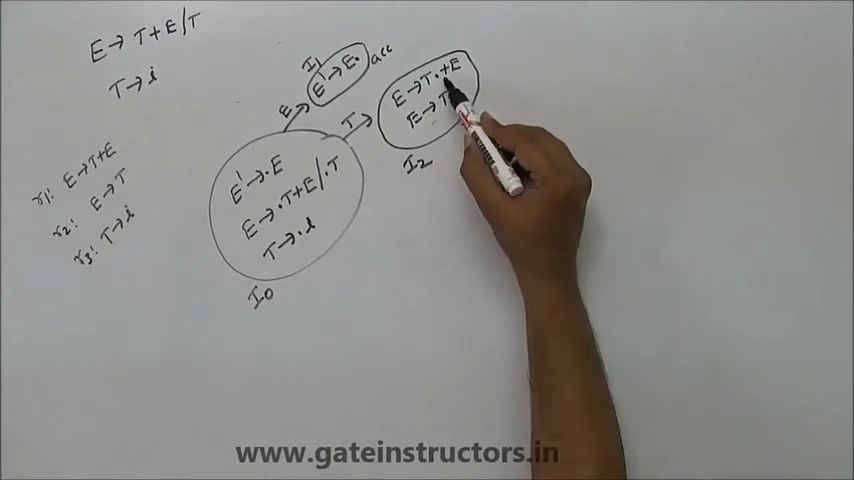 E → T + E / T
T → i
r1: E → T + E
r2: E → T
r3: T → i
E
I1
E' → E.
acc
T
E → T. + E
E → T
I2
E' → .E
E → .T + E / .T
T → .i
I0
www.gateinstructors.in